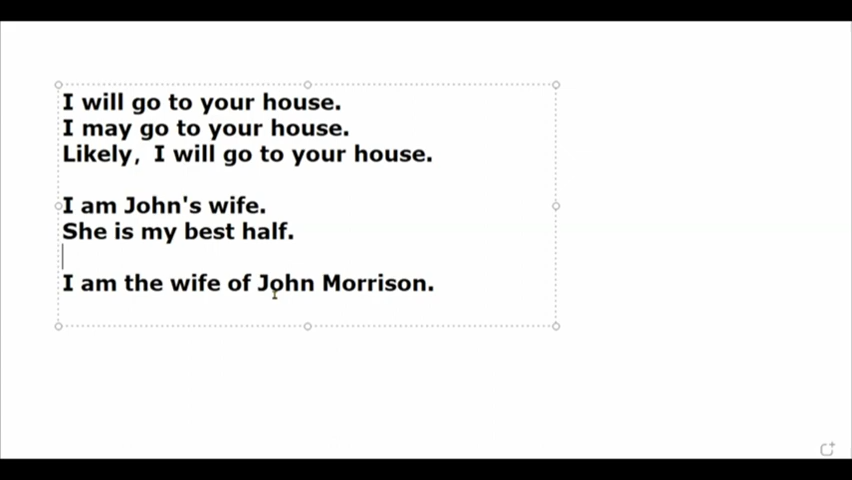 I will go to your house.
I may go to your house.
Likely, I will go to your house.
I am John's wife.
She is my best half.
I am the wife of John Morrison.